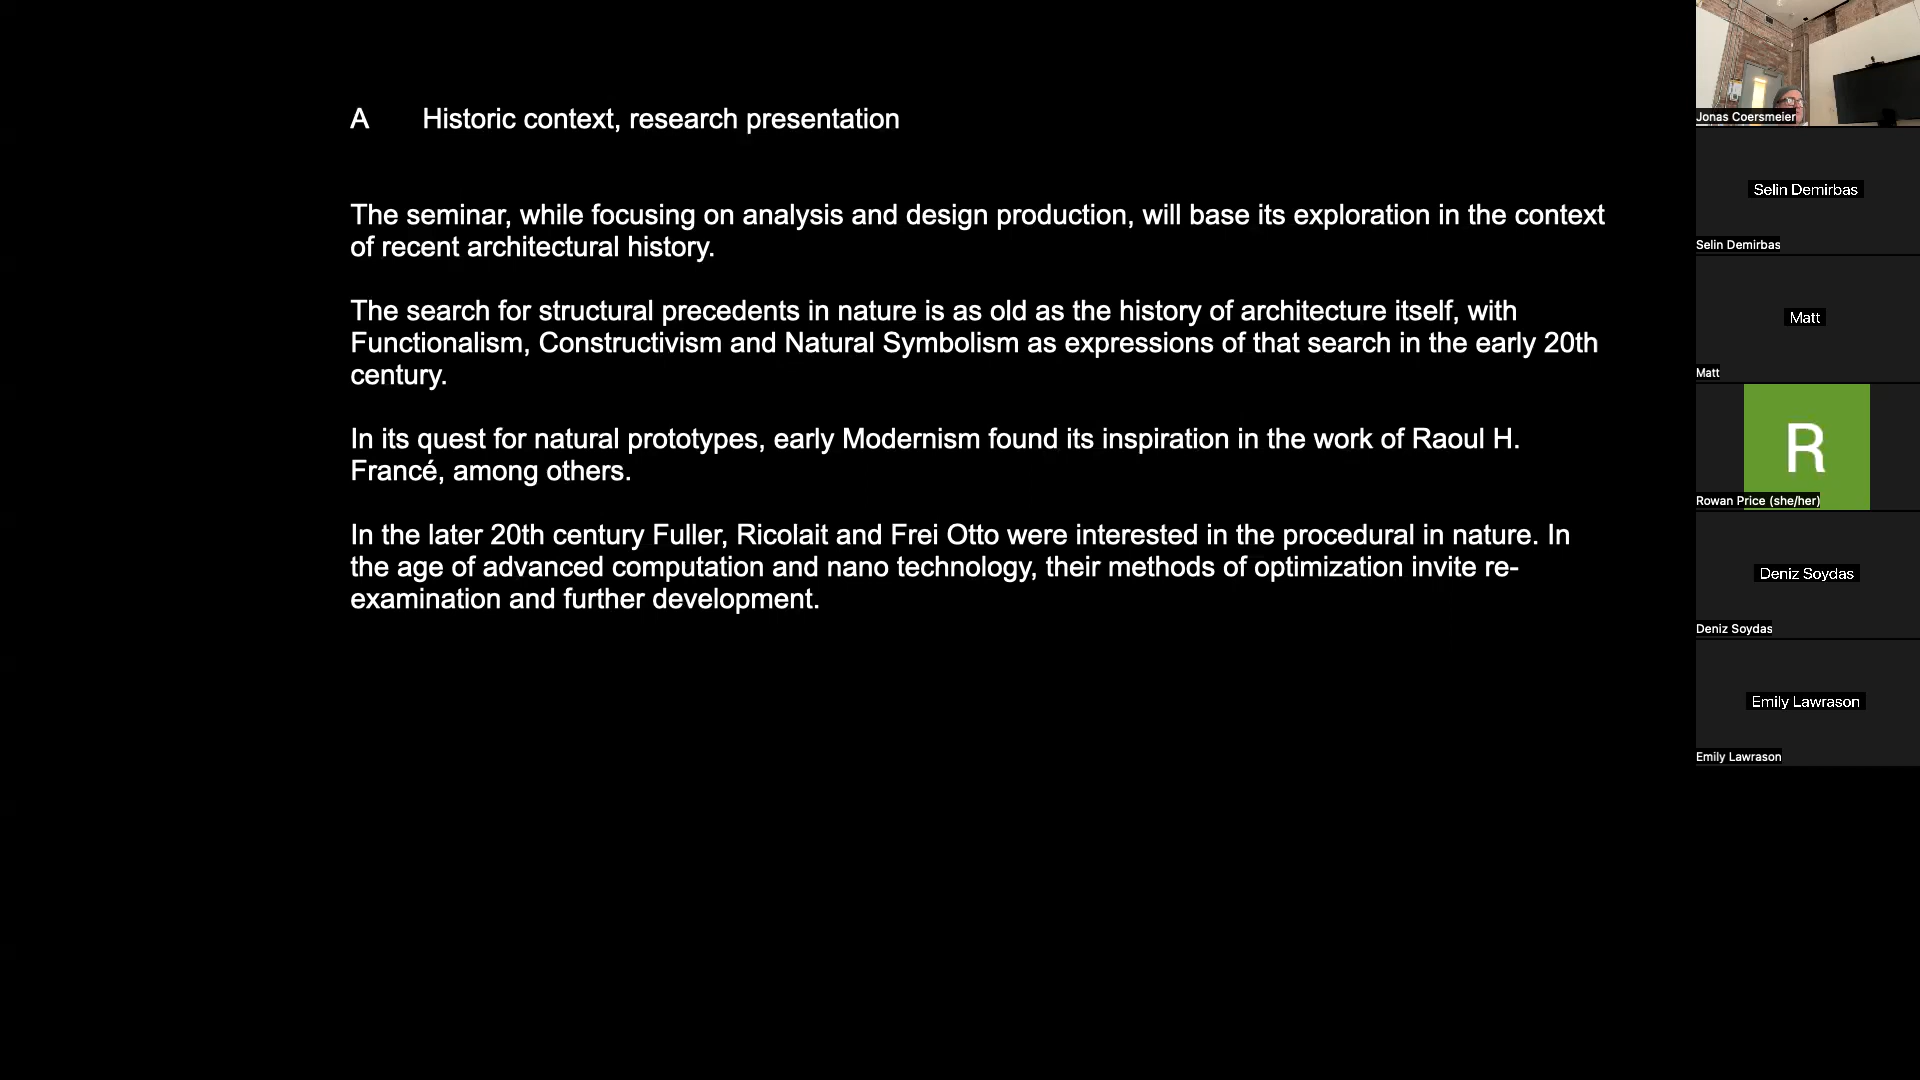 A Historic context, research presentation
The seminar, while focusing on analysis and design production, will base its exploration in the context
of recent architectural history.
The search for structural precedents in nature is as old as the history of architecture itself, with
Functionalism, Constructivism and Natural Symbolism as expressions of that search in the early 20th
century.
In its quest for natural prototypes, early Modernism found its inspiration in the work of Raoul H.
Francé, among others.
In the later 20th century Fuller, Ricolait and Frei Otto were interested in the procedural in nature. In
the age of advanced computation and nano technology, their methods of optimization invite re-
examination and further development.
Jonas Coersmeier
Selin Demirbas
Selin Demirbas
Matt
Matt
R
Rowan Price (she/her)
Deniz Soydas
Deniz Soydas
Emily Lawrason
Emily Lawrason